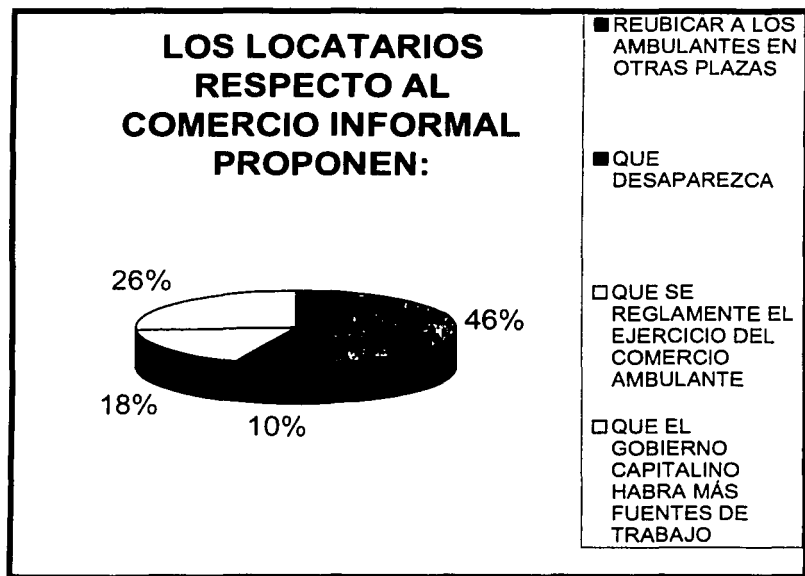 LOS LOCATARIOS
RESPECTO AL
COMERCIO INFORMAL
PROPONEN:
26%
46%
18%
10%
REUBICAR A LOS
AMBULANTES EN
OTRAS PLAZAS
QUE
DESAPAREZCA
QUE SE
REGLAMENTE EL
EJERCICIO DEL
COMERCIO
AMBULANTE
QUE EL
GOBIERNO
CAPITALINO
HABRA MÁS
FUENTES DE
TRABAJO